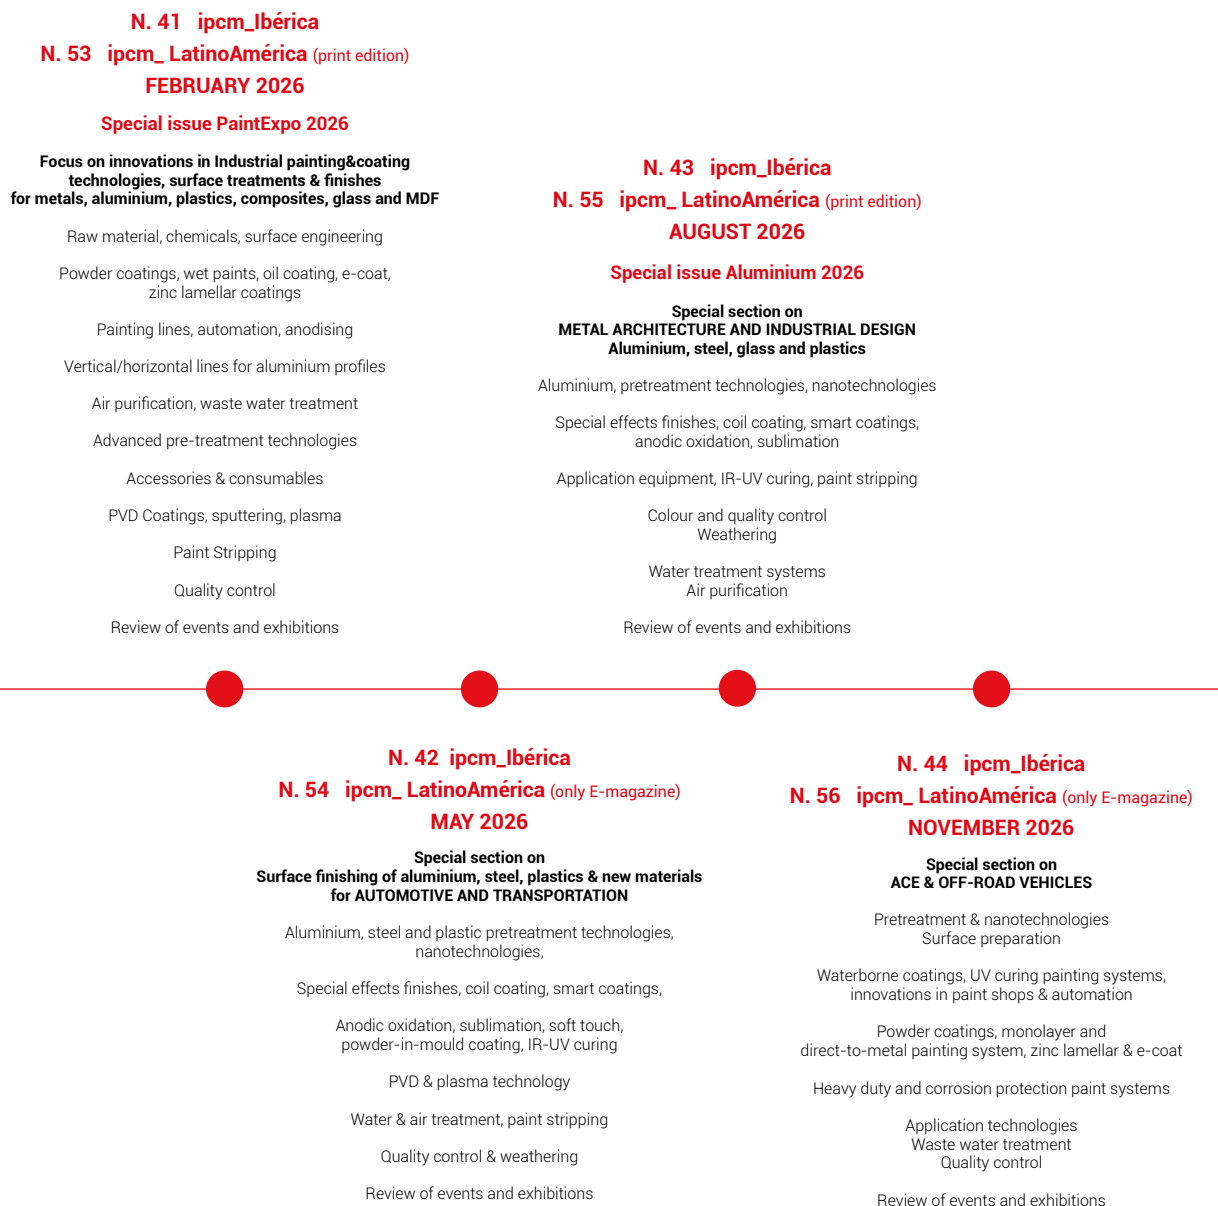 N. 41 ipcm_Ibérica
N. 53 ipcm_ LatinoAmérica (print edition)
FEBRUARY 2026
Special issue PaintExpo 2026
Focus on innovations in Industrial painting&coating
technologies, surface treatments & finishes
for metals, aluminium, plastics, composites, glass and MDF
Raw material, chemicals, surface engineering
Powder coatings, wet paints, oil coating, e-coat,
zinc lamellar coatings
Painting lines, automation, anodising
Vertical/horizontal lines for aluminium profiles
Air purification, waste water treatment
Advanced pre-treatment technologies
Accessories & consumables
PVD Coatings, sputtering, plasma
Paint Stripping
Quality control
Review of events and exhibitions
N. 43 ipcm_Ibérica
N. 55 ipcm_ LatinoAmérica (print edition)
AUGUST 2026
Special issue Aluminium 2026
Special section on
METAL ARCHITECTURE AND INDUSTRIAL DESIGN
Aluminium, steel, glass and plastics
Aluminium, pretreatment technologies, nanotechnologies
Special effects finishes, coil coating, smart coatings,
anodic oxidation, sublimation
Application equipment, IR-UV curing, paint stripping
Colour and quality control
Weathering
Water treatment systems
Air purification
Review of events and exhibitions
N. 42 ipcm_Ibérica
N. 54 ipcm_ LatinoAmérica (only E-magazine)
MAY 2026
Special section on
Surface finishing of aluminium, steel, plastics & new materials
for AUTOMOTIVE AND TRANSPORTATION
Aluminium, steel and plastic pretreatment technologies,
nanotechnologies,
Special effects finishes, coil coating, smart coatings,
Anodic oxidation, sublimation, soft touch,
powder-in-mould coating, IR-UV curing
PVD & plasma technology
Water & air treatment, paint stripping
Quality control & weathering
Review of events and exhibitions
N. 44 ipcm_Ibérica
N. 56 ipcm_ LatinoAmérica (only E-magazine)
NOVEMBER 2026
Special section on
ACE & OFF-ROAD VEHICLES
Pretreatment & nanotechnologies
Surface preparation
Waterborne coatings, UV curing painting systems,
innovations in paint shops & automation
Powder coatings, monolayer and
direct-to-metal painting system, zinc lamellar & e-coat
Heavy duty and corrosion protection paint systems
Application technologies
Waste water treatment
Quality control
Review of events and exhibitions